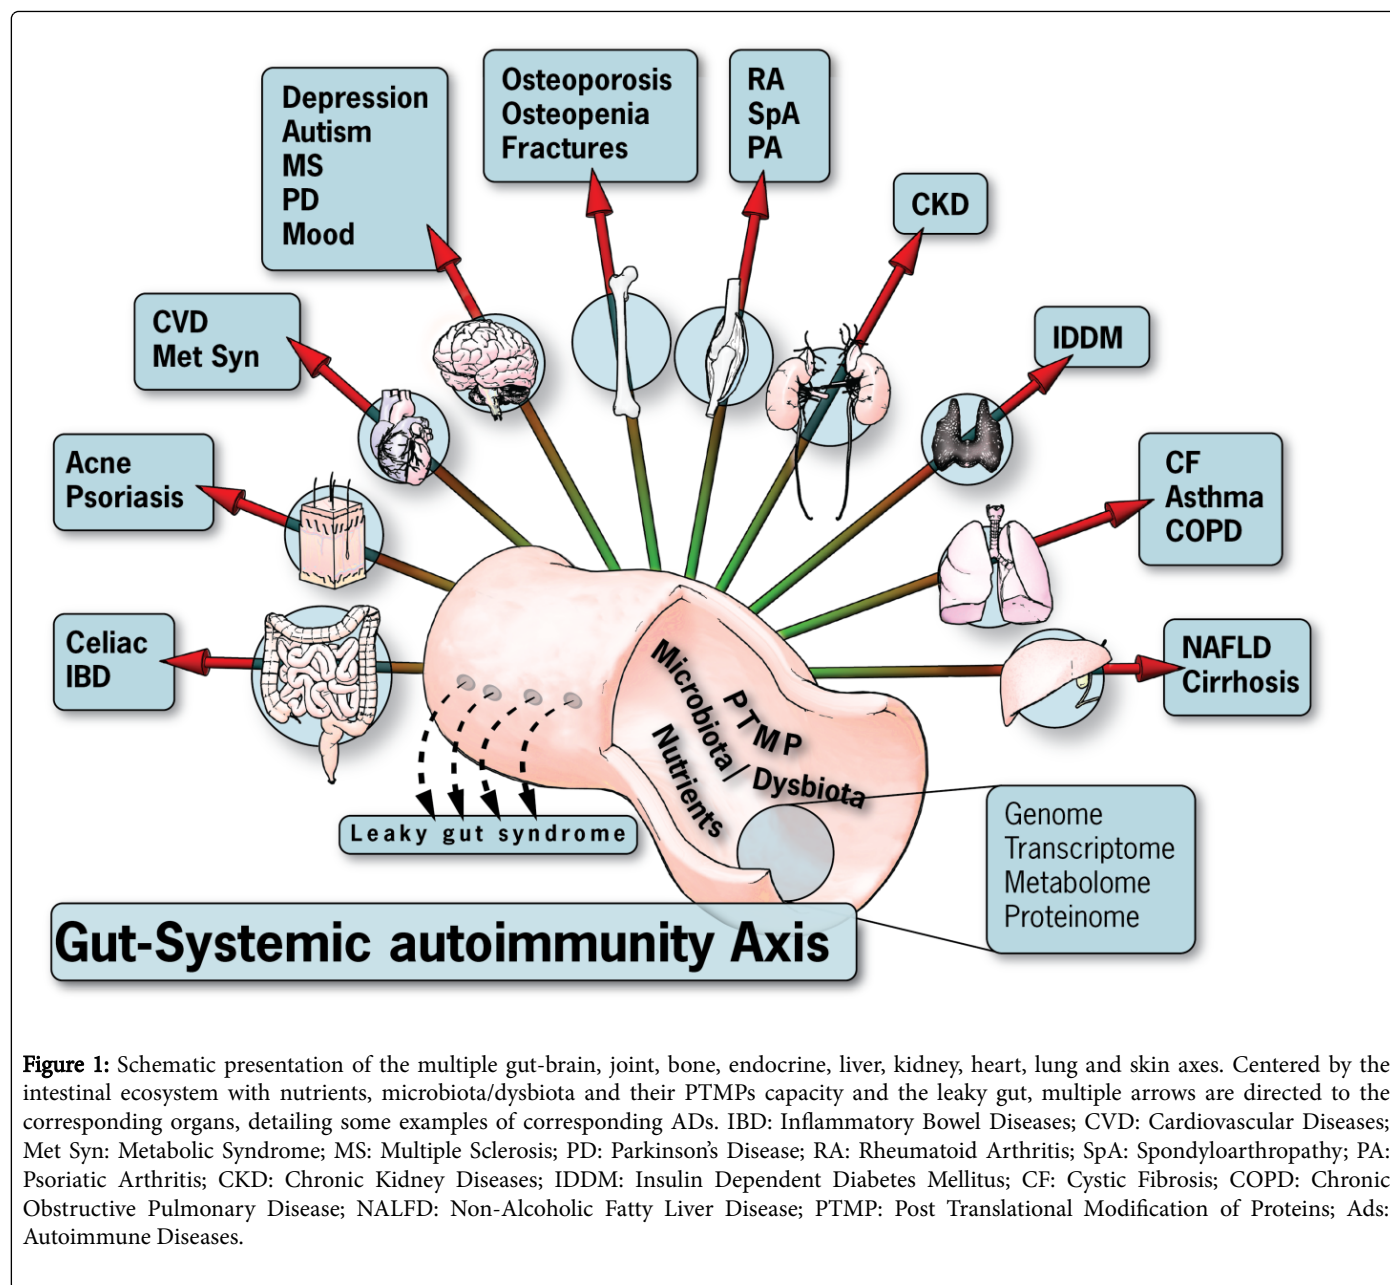 Depression
Autism
MS
PD
Mood
Osteoporosis
Osteopenia
Fractures
RA
SpA
PA
CKD
CVD
Met Syn
IDDM
Acne
Psoriasis
CF
Asthma
COPD
Celiac
IBD
NAFLD
Cirrhosis
PTMP
Microbiota/Dysbiota
Nutrients
Leaky gut syndrome
Genome
Transcriptome
Metabolome
Proteinome
Gut-Systemic autoimmunity Axis
Figure 1: Schematic presentation of the multiple gut-brain, joint, bone, endocrine, liver, kidney, heart, lung and skin axes. Centered by the
intestinal ecosystem with nutrients, microbiota/dysbiota and their PTMPs capacity and the leaky gut, multiple arrows are directed to the
corresponding organs, detailing some examples of corresponding ADs. IBD: Inflammatory Bowel Diseases; CVD: Cardiovascular Diseases;
Met Syn: Metabolic Syndrome; MS: Multiple Sclerosis; PD: Parkinson's Disease; RA: Rheumatoid Arthritis; SpA: Spondyloarthropathy; PA:
Psoriatic Arthritis; CKD: Chronic Kidney Diseases; IDDM: Insulin Dependent Diabetes Mellitus; CF: Cystic Fibrosis; COPD: Chronic
Obstructive Pulmonary Disease; NALFD: Non-Alcoholic Fatty Liver Disease; PTMP: Post Translational Modification of Proteins; Ads:
Autoimmune Diseases.